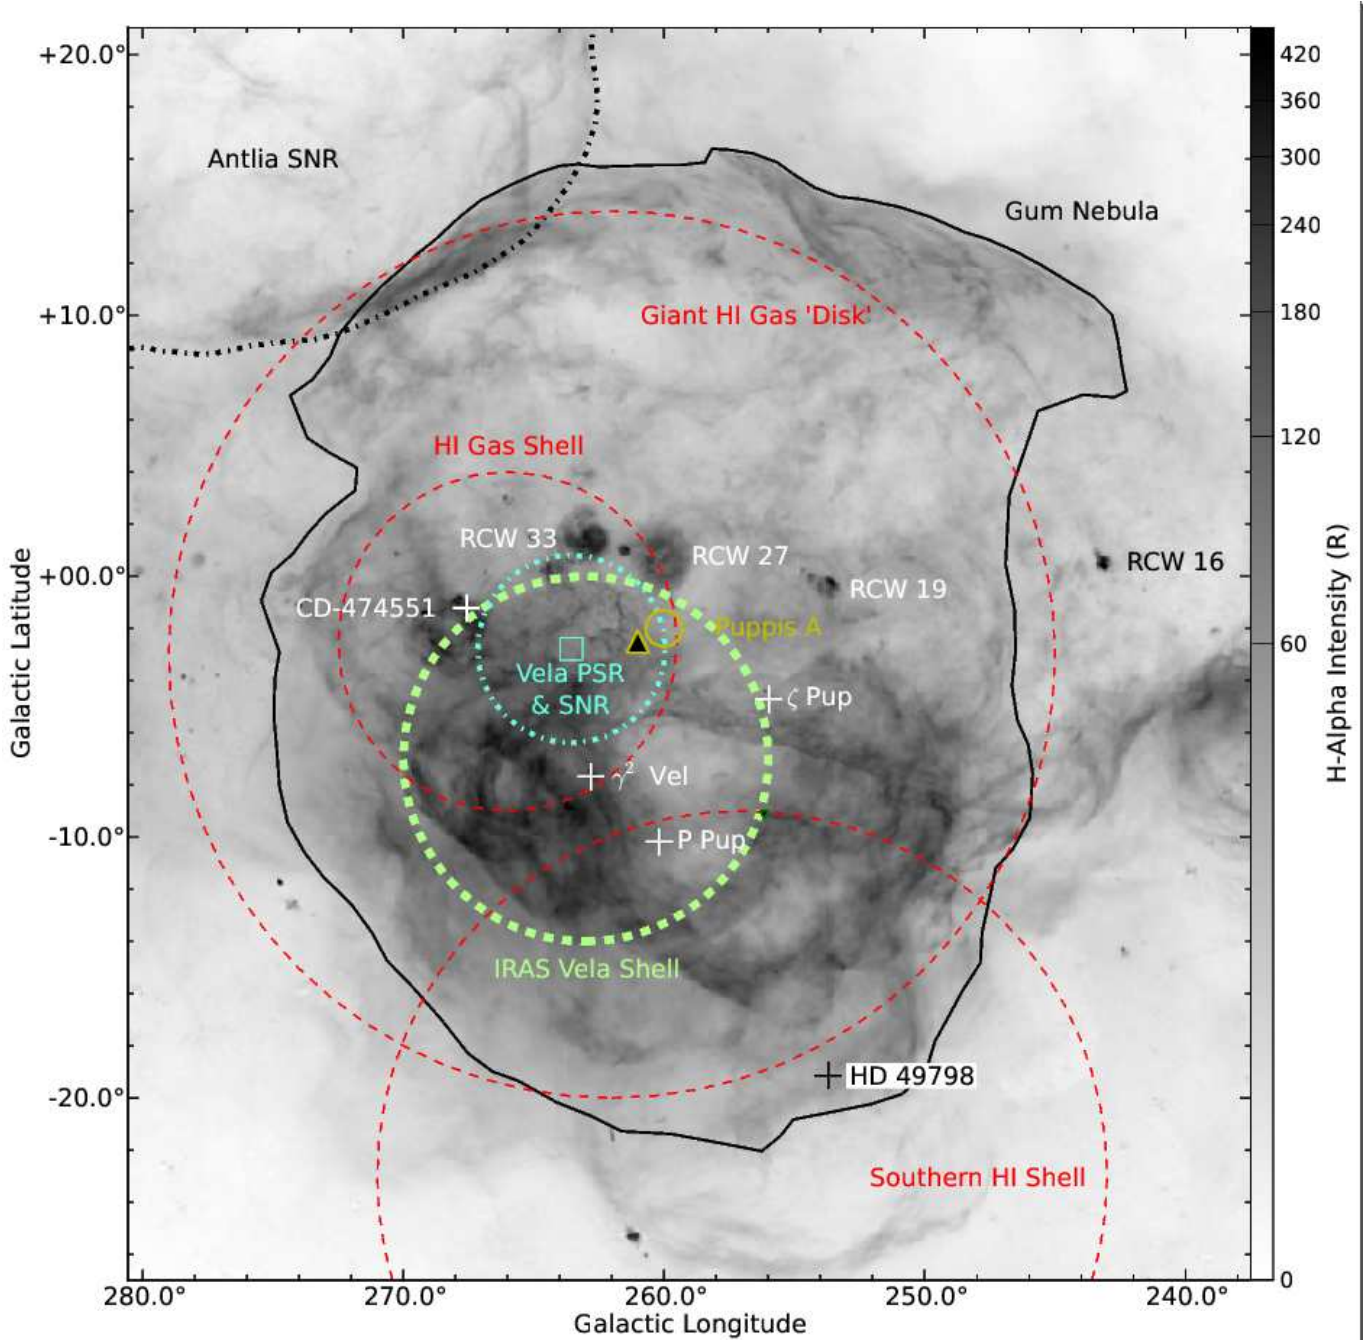 +20.0°
420
360
Antlia SNR
300
Gum Nebula
240
+10.0°
Giant HI Gas 'Disk'
180
HI Gas Shell
120
RCW 33
RCW 27
RCW 16
+00.0°
RCW 19
CD-474551
Puppis A
60
Vela PSR
& SNR
ζ Pup
γ² Vel
-10.0°
P Pup
IRAS Vela Shell
HD 49798
-20.0°
Southern HI Shell
0
280.0°
270.0°
260.0°
250.0°
240.0°
Galactic Longitude
Galactic Latitude
H-Alpha Intensity (R)